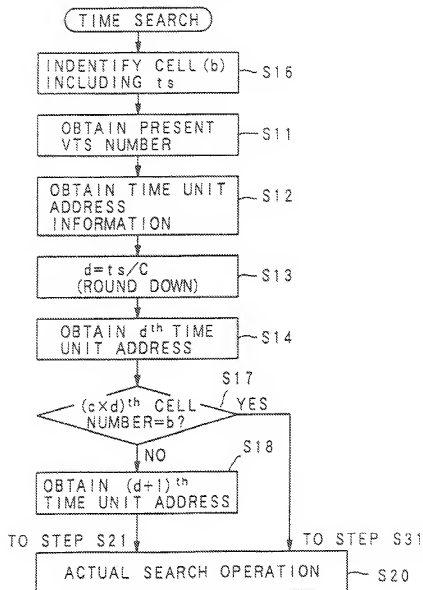 TIME SEARCH
INDENTIFY CELL(b)
INCLUDING ts
S16
OBTAIN PRESENT
VTS NUMBER
S11
OBTAIN TIME UNIT
ADDRESS
INFORMATION
S12
d=ts/C
(ROUND DOWN)
S13
OBTAIN dth TIME
UNIT ADDRESS
S14
S17
(c×d)th CELL
NUMBER=b?
YES
NO
S18
OBTAIN (d+1)th
TIME UNIT ADDRESS
TO STEP S21
TO STEP S31
ACTUAL SEARCH OPERATION
S20